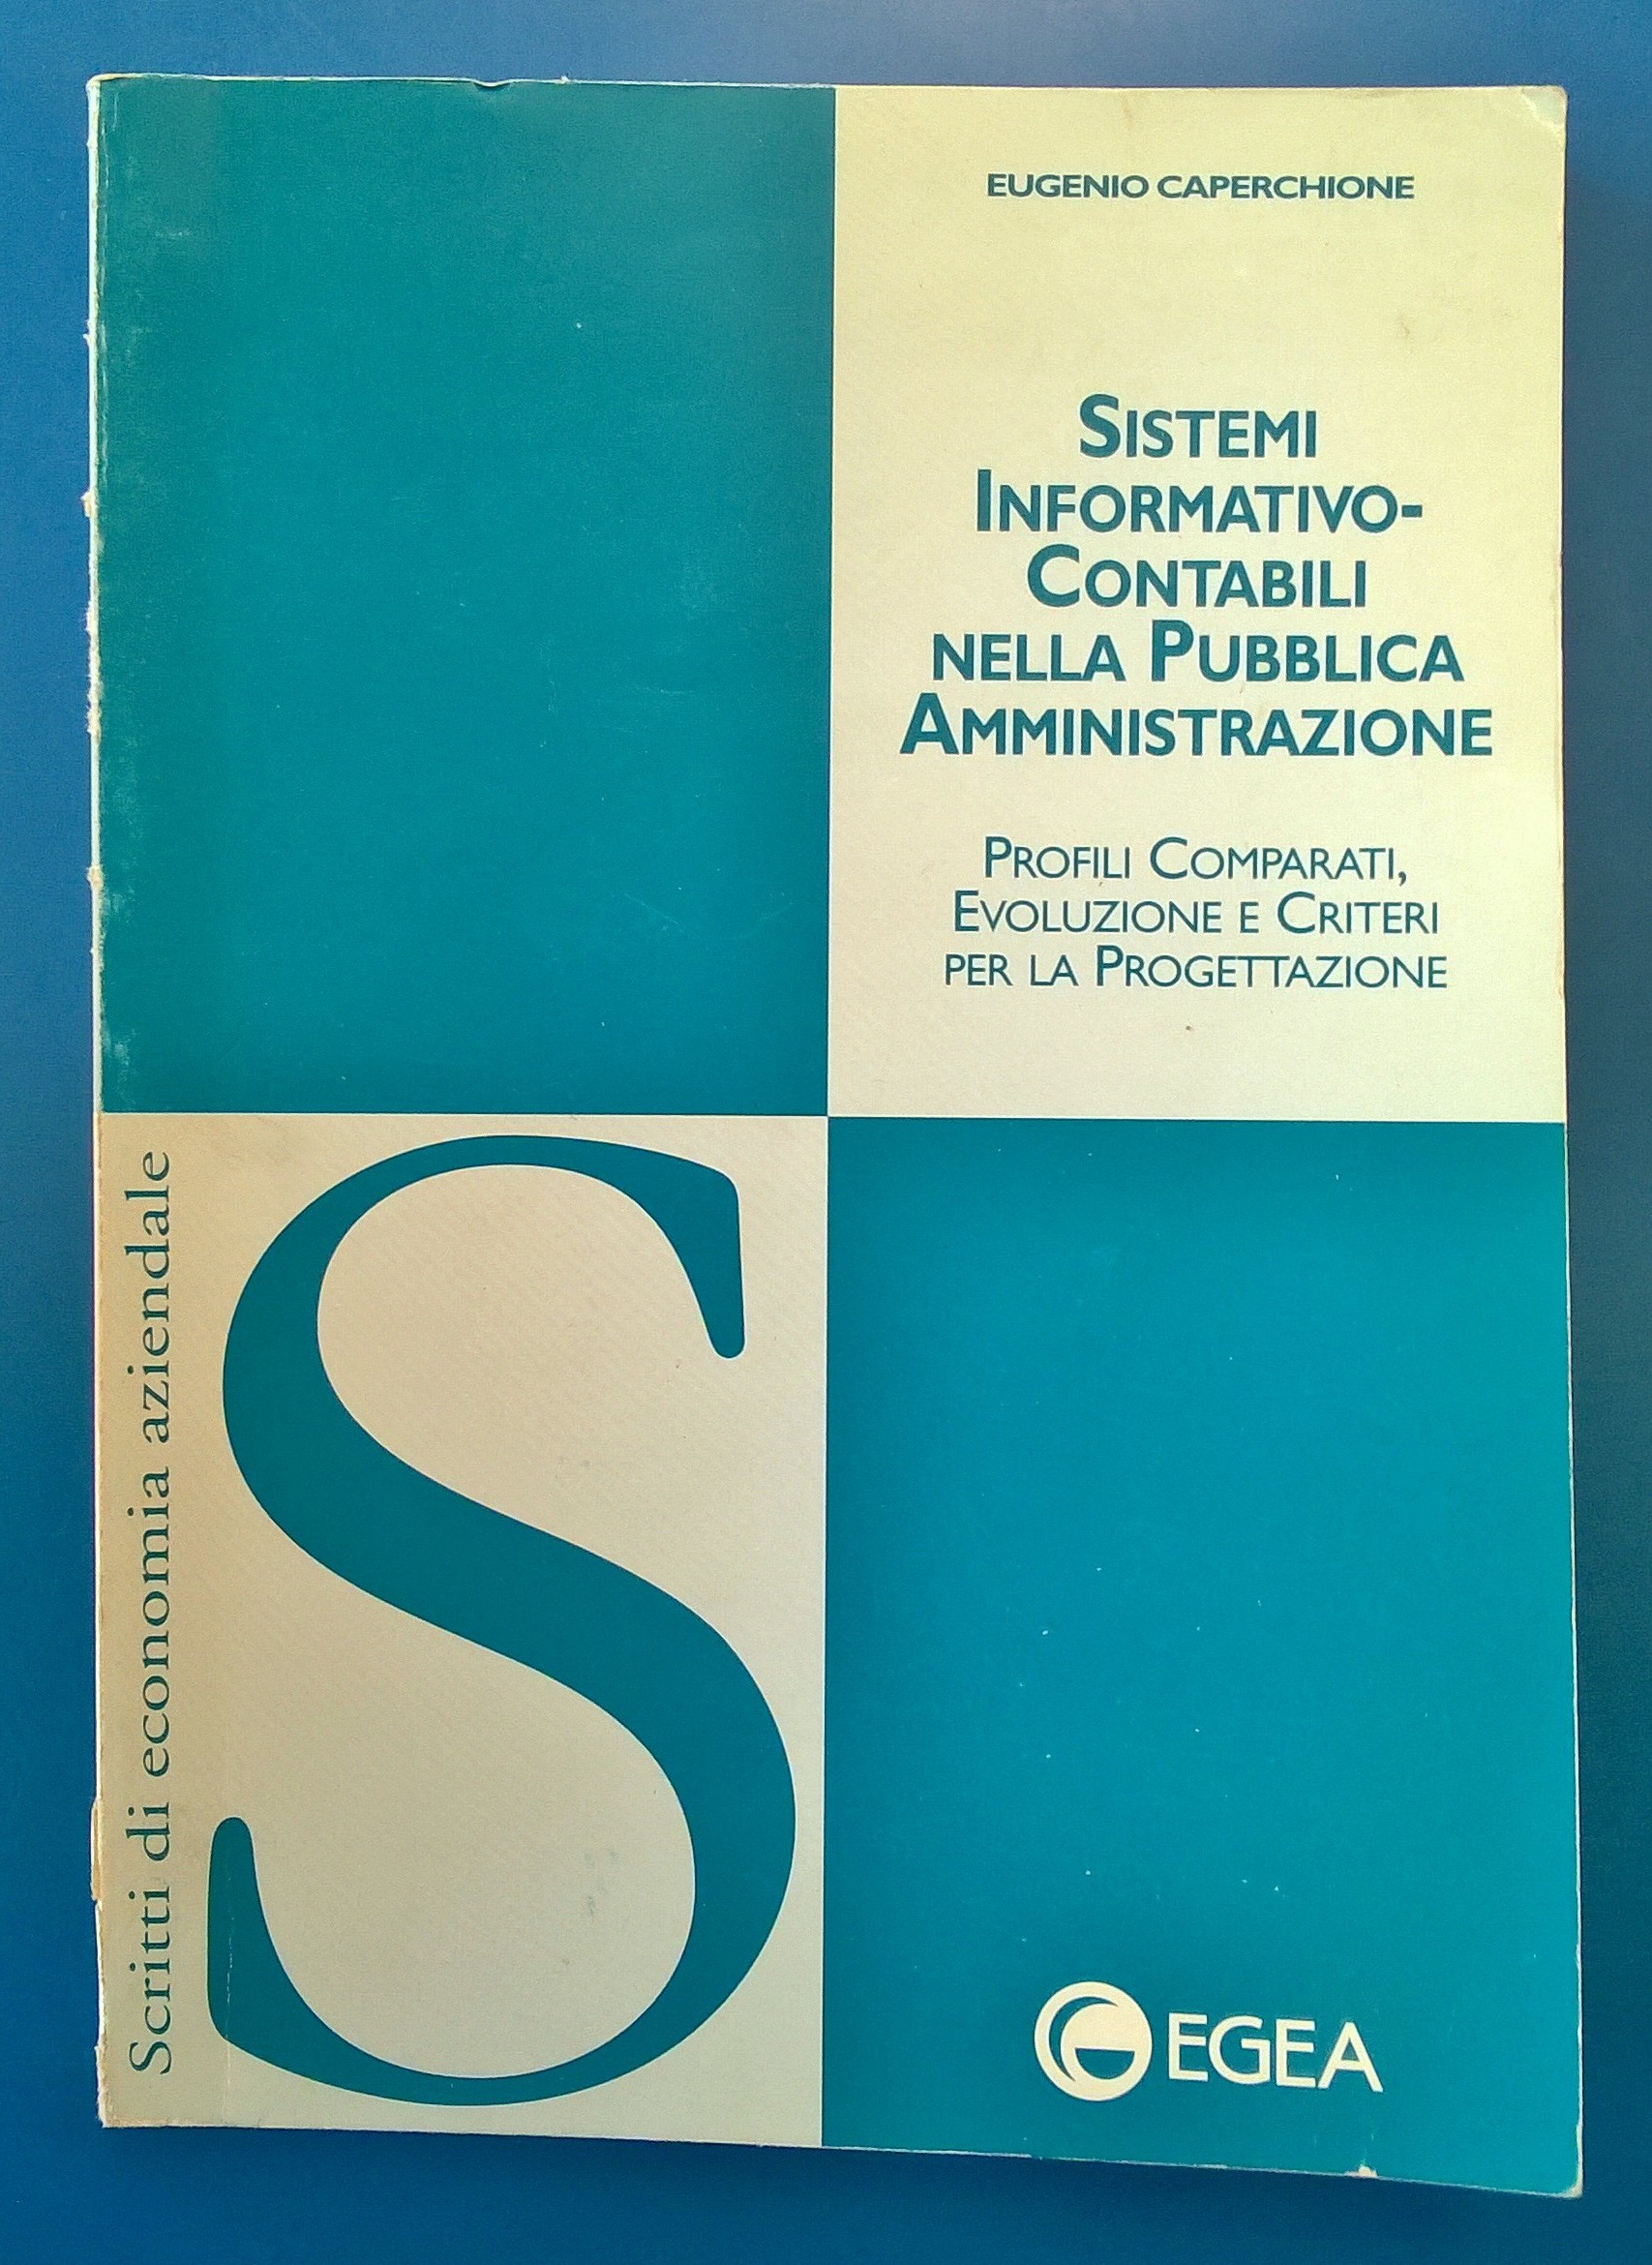 EUGENIO CAPERCHIONE
SISTEMI
INFORMATIVO-
CONTABILI
NELLA PUBBLICA
AMMINISTRAZIONE
PROFILI COMPARATI,
EVOLUZIONE E CRITERI
PER LA PROGETTAZIONE
Scritti di economia aziendale
S
EGEA